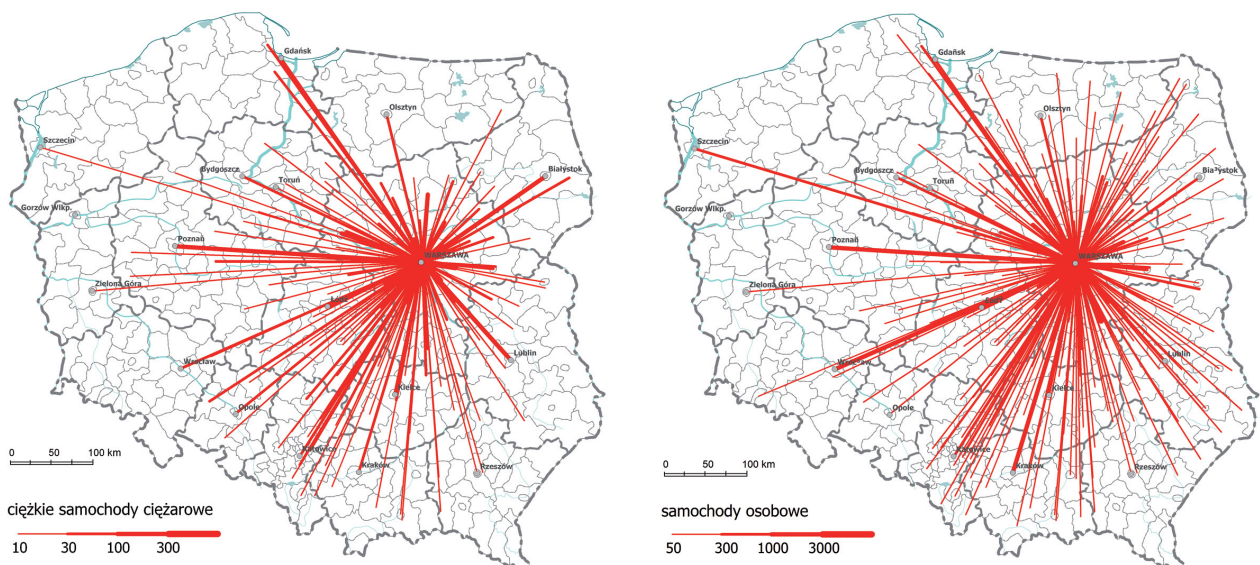 Gdańsk
Olsztyn
Szczecin
Bydgoszcz
Toruń
Białystok
Gorzów Wlkp.
Poznań
WARSZAWA
Zielona Góra
Łódź
Wrocław
Lublin
Kielce
Opole
Katowice
Kraków
Rzeszów
0 50 100 km
ciężkie samochody ciężarowe
10 30 100 300
Gdańsk
Olsztyn
Szczecin
Bydgoszcz
Toruń
Bia³ystok
Gorzów Wlkp.
Poznań
WARSZAWA
Zielona Góra
Łódź
Wrocław
Lublin
Kielce
Opole
Katowice
Kraków
Rzeszów
0 50 100 km
samochody osobowe
50 300 1000 3000